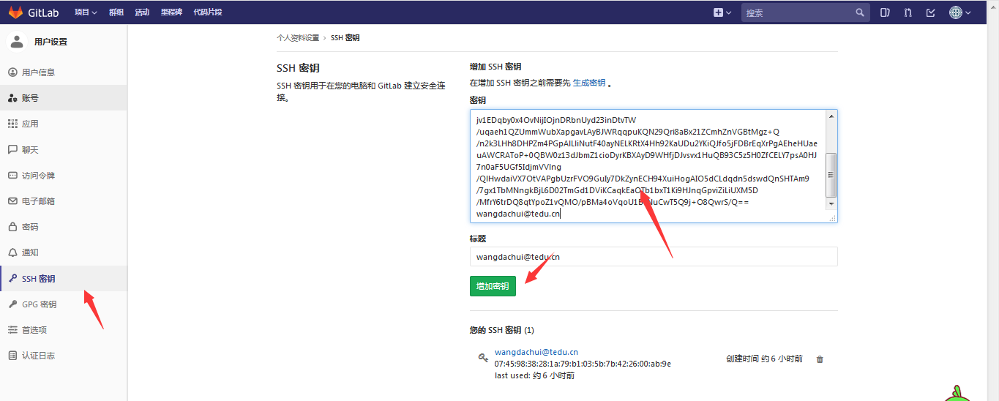 GitLab 项目 群组 活动 里程碑 代码片段 搜索
用户设置
用户信息
账号
应用
聊天
访问令牌
电子邮箱
密码
通知
SSH 密钥
GPG 密钥
首选项
认证日志
个人资料设置 › SSH 密钥
SSH 密钥
SSH 密钥用于在您的电脑和 GitLab 建立安全连
接。
增加 SSH 密钥
在增加 SSH 密钥之前需要先 生成密钥 。
密钥
jv1EDqby0x4OvNijIOjnDRbnUyd23inDtvTW
/uqaeh1QZUmmWubXapgavLAyBJWRqqpuKQN29Qri8aBx21ZCmhZnVGBtMgz+Q
/n2k3LHh8DHPZm4PGpAILIiNutF40ayNELKRtX4Hh92KaUDu2YKiQJfo5jFDBrEqXrPgAEheHUae
uAWCRAToP+0QBW0z13dJbmZ1cioDyrKBXAyD9WHfjDJvsvx1HuQB93C5z5H0ZfCELY7psA0HJ
7n0aF5UGf5IdjmVVIng
/QIHwdaiVX7OtVAPgbUzrFVO9GuIy7DkZynECH94XuiHogAIO5dCLdqdn5dswdQnSHTAm9
/7gx1TbMNngkBjL6D02TmGd1DViKCaqkEaOTb1bxT1Ki9HJnqGpviZiLiUXM5D
/MfrY6trDQ8qtYpoZ1vQMO/pBMa4oVqoU1B NuCwT5Q9j+O8QwrS/Q==
wangdachui@tedu.cn
标题
wangdachui@tedu.cn
增加密钥
您的 SSH 密钥 (1)
wangdachui@tedu.cn
07:45:98:38:28:1a:79:b1:03:5b:7b:42:26:00:ab:9e
last used: 约 6 小时前
创建时间 约 6 小时前